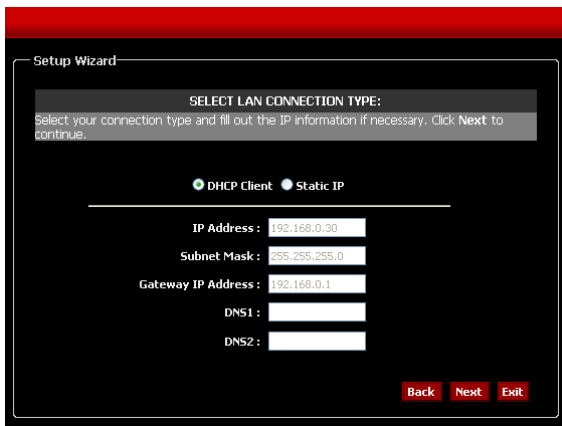 Setup Wizard
SELECT LAN CONNECTION TYPE:
Select your connection type and fill out the IP information if necessary. Click Next to
continue.
DHCP Client Static IP
IP Address : 192.168.0.30
Subnet Mask : 255.255.255.0
Gateway IP Address : 192.168.0.1
DNS1 :
DNS2 :
Back Next Exit